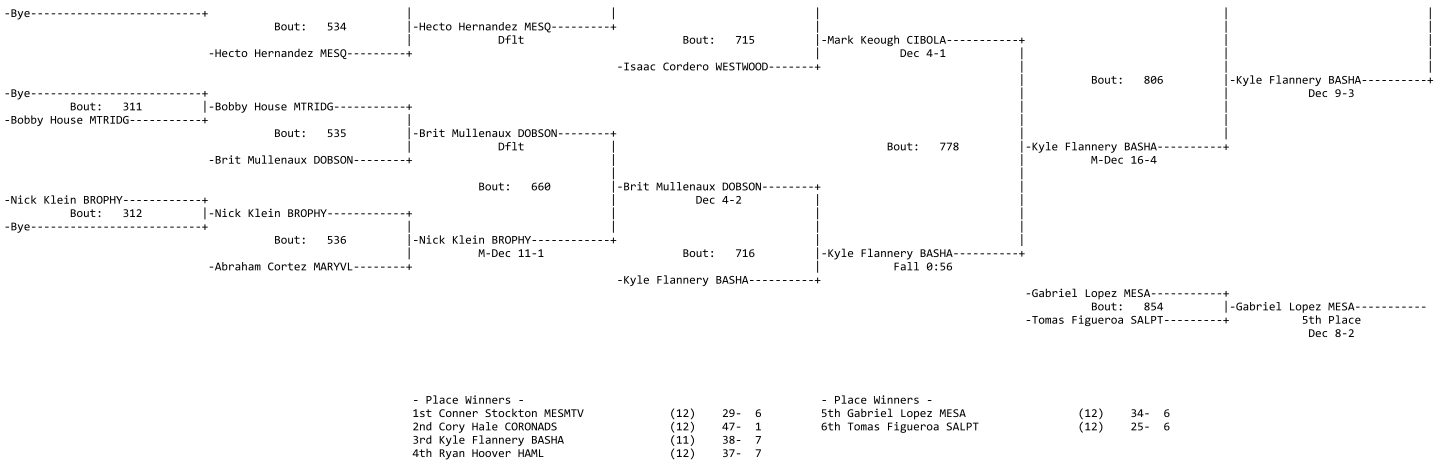 -Bye---------------------------+
Bout: 534 |-Hecto Hernandez MESQ----------+
Dflt Bout: 715 |-Mark Keough CIBOLA------------+
-Hecto Hernandez MESQ----------+ Dec 4-1
-Isaac Cordero WESTWOOD-------+
Bout: 806 |-Kyle Flannery BASHA-----------+
-Bye---------------------------+ Dec 9-3
Bout: 311 |-Bobby House MTRIDG------------+
-Bobby House MTRIDG------------+
Bout: 535 |-Brit Mullenaux DOBSON---------+
Dflt Bout: 778 |-Kyle Flannery BASHA-----------+
-Brit Mullenaux DOBSON---------+ M-Dec 16-4
Bout: 660 |-Brit Mullenaux DOBSON---------+
-Nick Klein BROPHY-------------+ Dec 4-2
Bout: 312 |-Nick Klein BROPHY-------------+
-Bye---------------------------+
Bout: 536 |-Nick Klein BROPHY-------------+
M-Dec 11-1 Bout: 716 |-Kyle Flannery BASHA-----------+
-Abraham Cortez MARYVL---------+ Fall 0:56
-Kyle Flannery BASHA-----------+
-Gabriel Lopez MESA------------+
Bout: 854 |-Gabriel Lopez MESA-----------
-Tomas Figueroa SALPT----------+ 5th Place
Dec 8-2
- Place Winners - - Place Winners -
1st Conner Stockton MESMTV (12) 29- 6 5th Gabriel Lopez MESA (12) 34- 6
2nd Cory Hale CORONADS (12) 47- 1 6th Tomas Figueroa SALPT (12) 25- 6
3rd Kyle Flannery BASHA (11) 38- 7
4th Ryan Hoover HAML (12) 37- 7